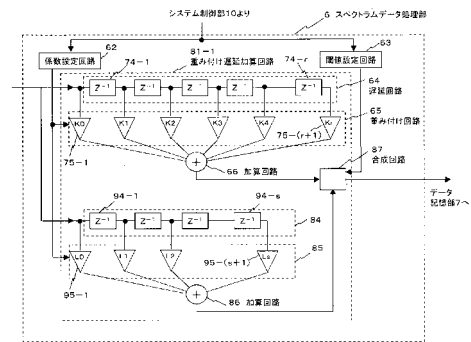 システム制御部10より
6 スペクトラムデータ処理部
62
係数設定回路
63
閾値設定回路
81-1
重み付け遅延加算回路
74-1
74-r
Z⁻¹ Z⁻¹ Z⁻¹ Z⁻¹ Z⁻¹
64
遅延回路
65
重み付け回路
K0 K1 K2 K3 K4 Kr
75-1
75-(r+1)
66 加算回路
87
合成回路
データ
記憶部7へ
94-1
94-s
Z⁻¹ Z⁻¹ Z⁻¹ Z⁻¹
84
85
L0 L1 L2 Ls
95-1
95-(s+1)
86 加算回路